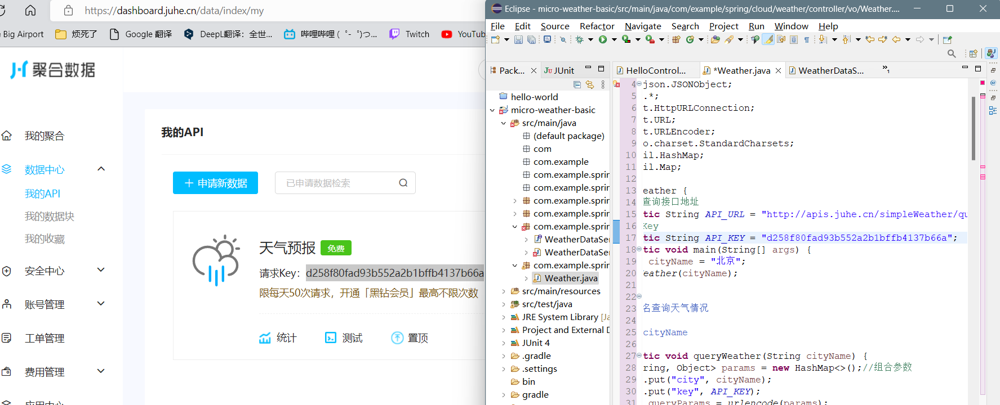 https://dashboard.juhe.cn/data/index/my
Big Airport
烦死了
Google 翻译
DeepL翻译：全世...
哔哩哔哩 (゜-゜)つ...
Twitch
YouTub
聚合数据
我的聚合
数据中心
我的API
我的数据块
我的收藏
安全中心
账号管理
工单管理
费用管理
应用中心
我的API
申请新数据
已申请数据检索
天气预报 免费
请求Key： d258f80fad93b552a2b1bffb4137b66a
限每天50次请求，开通「黑钻会员」最高不限次数
统计
测试
置顶
Eclipse - micro-weather-basic/src/main/java/com/example/spring/cloud/weather/controller/vo/Weather....
File Edit Source Refactor Navigate Search Project Run Window Help
Pack...
JUnit
HelloControl...
*Weather.java
WeatherDataS...
hello-world
micro-weather-basic
src/main/java
(default package)
com
com.example
com.example.sprin
com.example.sprin
com.example.sprin
com.example.sprin
com.example.sprin
WeatherDataSer
WeatherDataSer
com.example.sprin
Weather.java
src/main/resources
src/test/java
JRE System Library [Ja
Project and External D
JUnit 4
.gradle
.settings
bin
gradle
4 json.JSONObject;
5 .*;
6 t.HttpURLConnection;
7 t.URL;
8 t.URLEncoder;
9 o.charset.StandardCharsets;
10 il.HashMap;
11 il.Map;
12
13 eather {
14 查询接口地址
15 tic String API_URL = "http://apis.juhe.cn/simpleWeather/qu
16 Key
17 tic String API_KEY = "d258f80fad93b552a2b1bffb4137b66a";
18 tic void main(String[] args) {
19 cityName = "北京";
20 eather(cityName);
21
22
23 名查询天气情况
24
25 cityName
26
27 tic void queryWeather(String cityName) {
28 ring, Object> params = new HashMap<>();//组合参数
29 .put("city", cityName);
30 .put("key", API_KEY);
31 queryParams = urlencode(params);